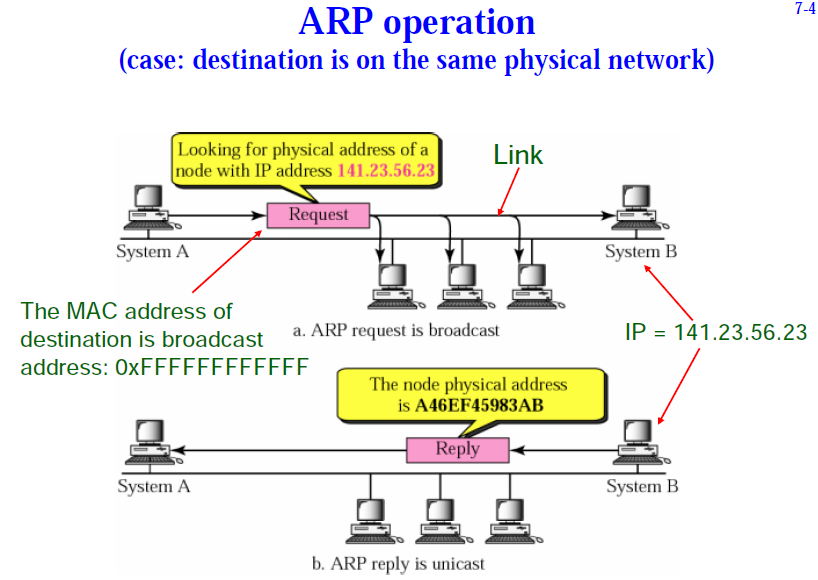 7-4
ARP operation
(case: destination is on the same physical network)
Looking for physical address of a
node with IP address 141.23.56.23
Link
Request
System A
System B
The MAC address of
destination is broadcast
address: 0xFFFFFFFFFFFF
a. ARP request is broadcast
IP = 141.23.56.23
The node physical address
is A46EF45983AB
Reply
System A
System B
b. ARP reply is unicast